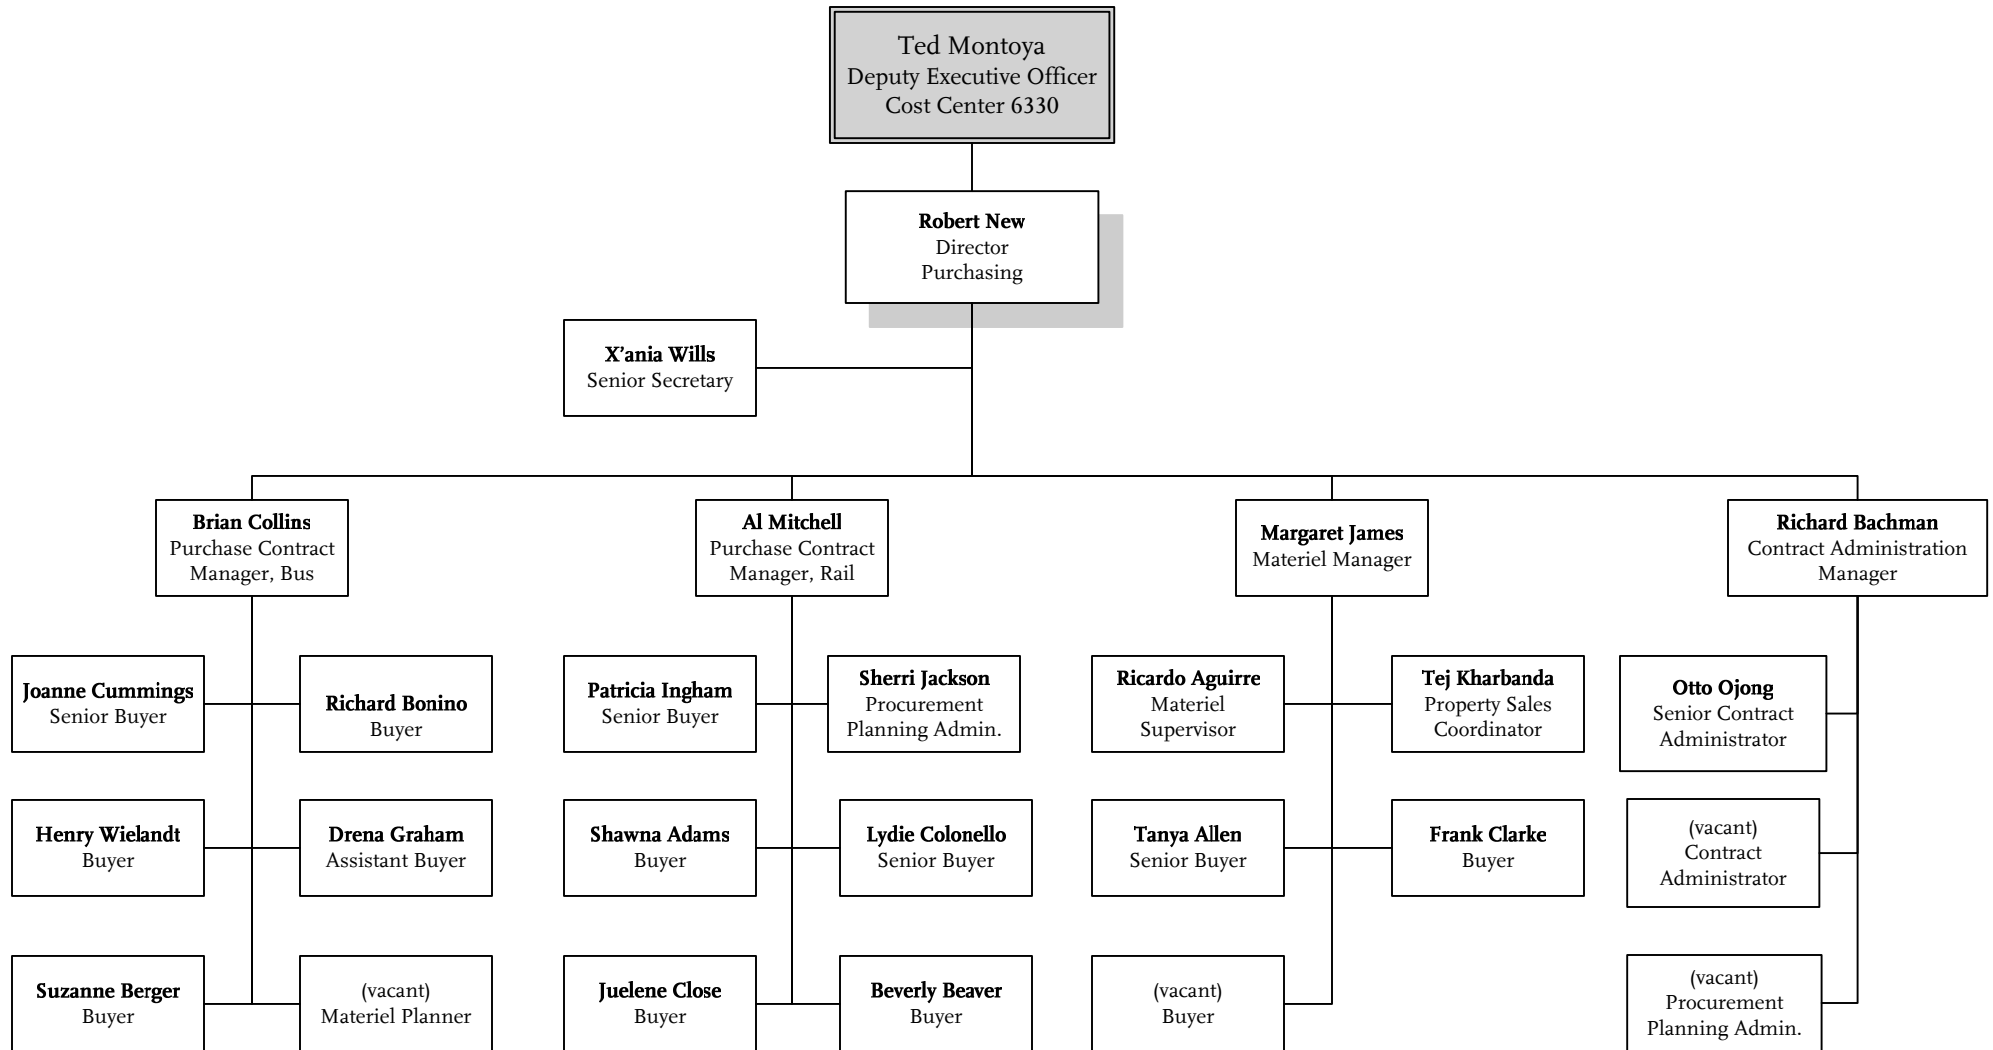 Ted Montoya
Deputy Executive Officer
Cost Center 6330
Robert New
Director
Purchasing
X’ania Wills
Senior Secretary
Brian Collins
Purchase Contract
Manager, Bus
Al Mitchell
Purchase Contract
Manager, Rail
Margaret James
Materiel Manager
Richard Bachman
Contract Administration
Manager
Joanne Cummings
Senior Buyer
Richard Bonino
Buyer
Patricia Ingham
Senior Buyer
Sherri Jackson
Procurement
Planning Admin.
Ricardo Aguirre
Materiel
Supervisor
Tej Kharbanda
Property Sales
Coordinator
Otto Ojong
Senior Contract
Administrator
Henry Wielandt
Buyer
Drena Graham
Assistant Buyer
Shawna Adams
Buyer
Lydie Colonello
Senior Buyer
Tanya Allen
Senior Buyer
Frank Clarke
Buyer
(vacant)
Contract
Administrator
Suzanne Berger
Buyer
(vacant)
Materiel Planner
Juelene Close
Buyer
Beverly Beaver
Buyer
(vacant)
Buyer
(vacant)
Procurement
Planning Admin.